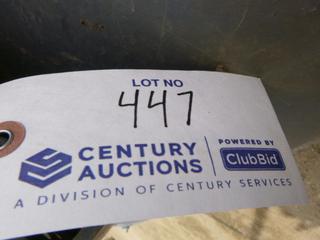 LOT NO
447
CENTURY
AUCTIONS
POWERED BY
ClubBid
A DIVISION OF CENTURY SERVICES